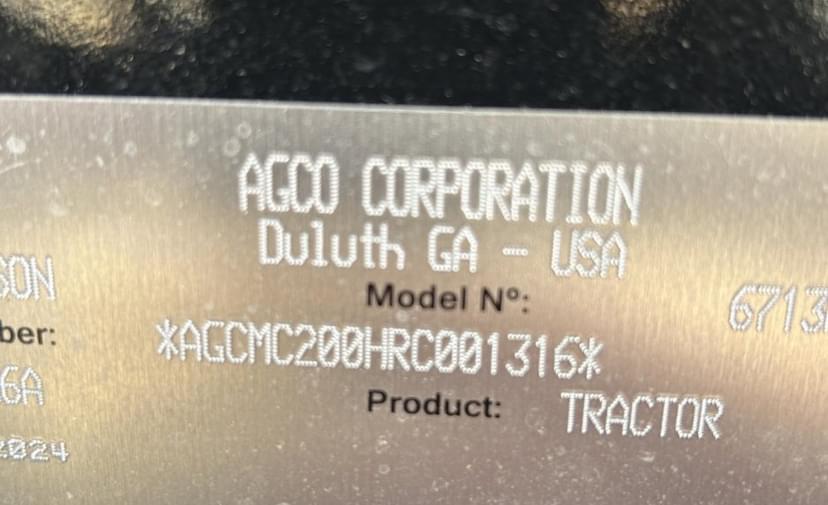 AGCO CORPORATION
Duluth GA - USA
SON
Model Nº: 6713
ber:
*AGCMC200HRC001316*
6A
Product: TRACTOR
2024